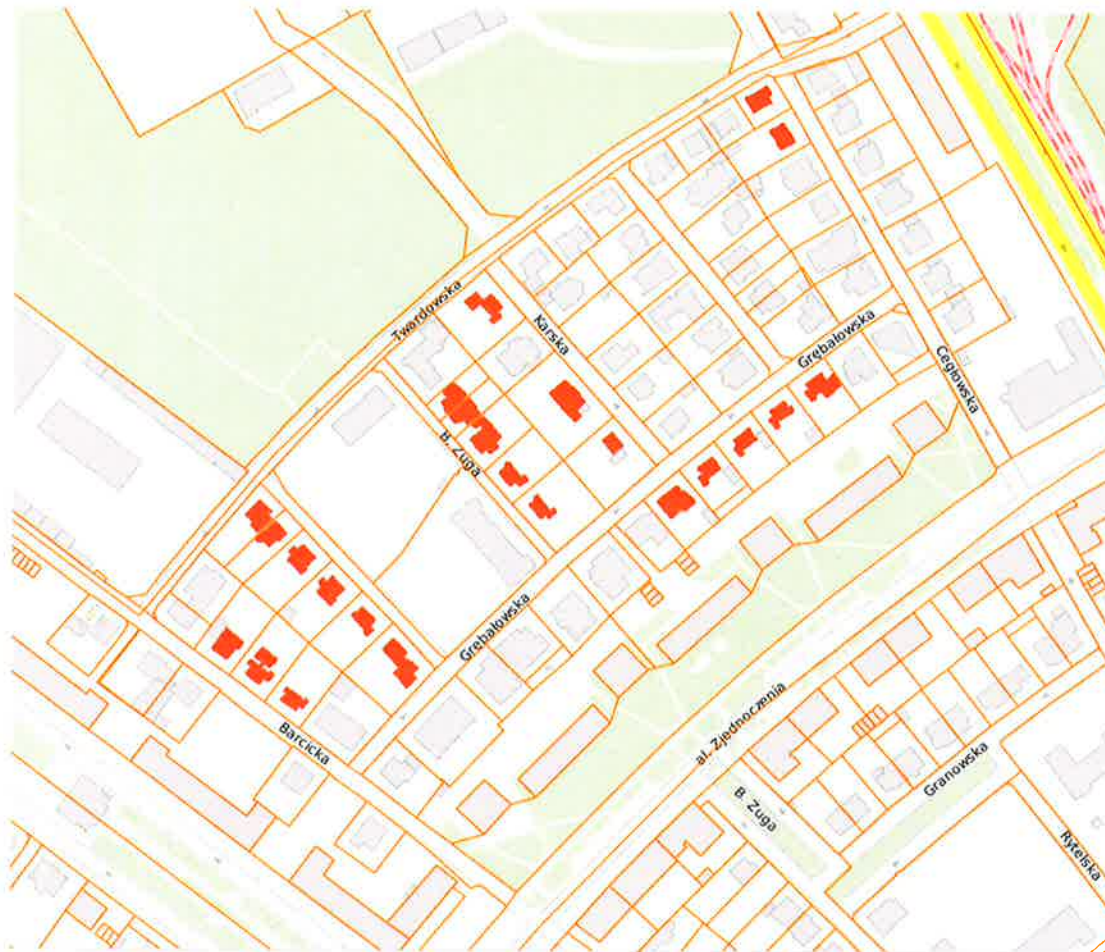 Twardowska
Karska
Grębałowska
Cegłowska
B. Zuga
Grębałowska
Barcicka
al. Zjednoczenia
Granowska
B. Zuga
Rytelska